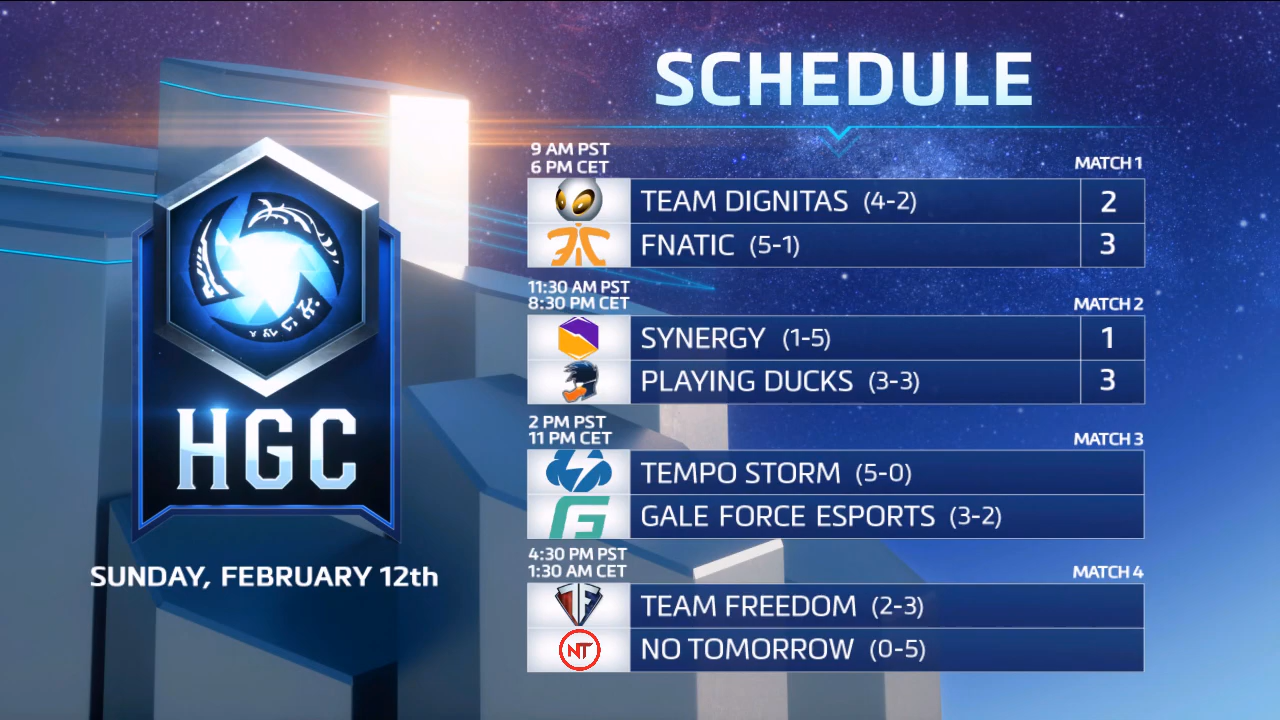 SCHEDULE
9 AM PST
6 PM CET
MATCH 1
TEAM DIGNITAS (4-2) 2
FNATIC (5-1) 3
11:30 AM PST
8:30 PM CET
MATCH 2
SYNERGY (1-5) 1
PLAYING DUCKS (3-3) 3
2 PM PST
11 PM CET
MATCH 3
TEMPO STORM (5-0)
GALE FORCE ESPORTS (3-2)
4:30 PM PST
1:30 AM CET
MATCH 4
TEAM FREEDOM (2-3)
NT
NO TOMORROW (0-5)
HGC
SUNDAY, FEBRUARY 12th